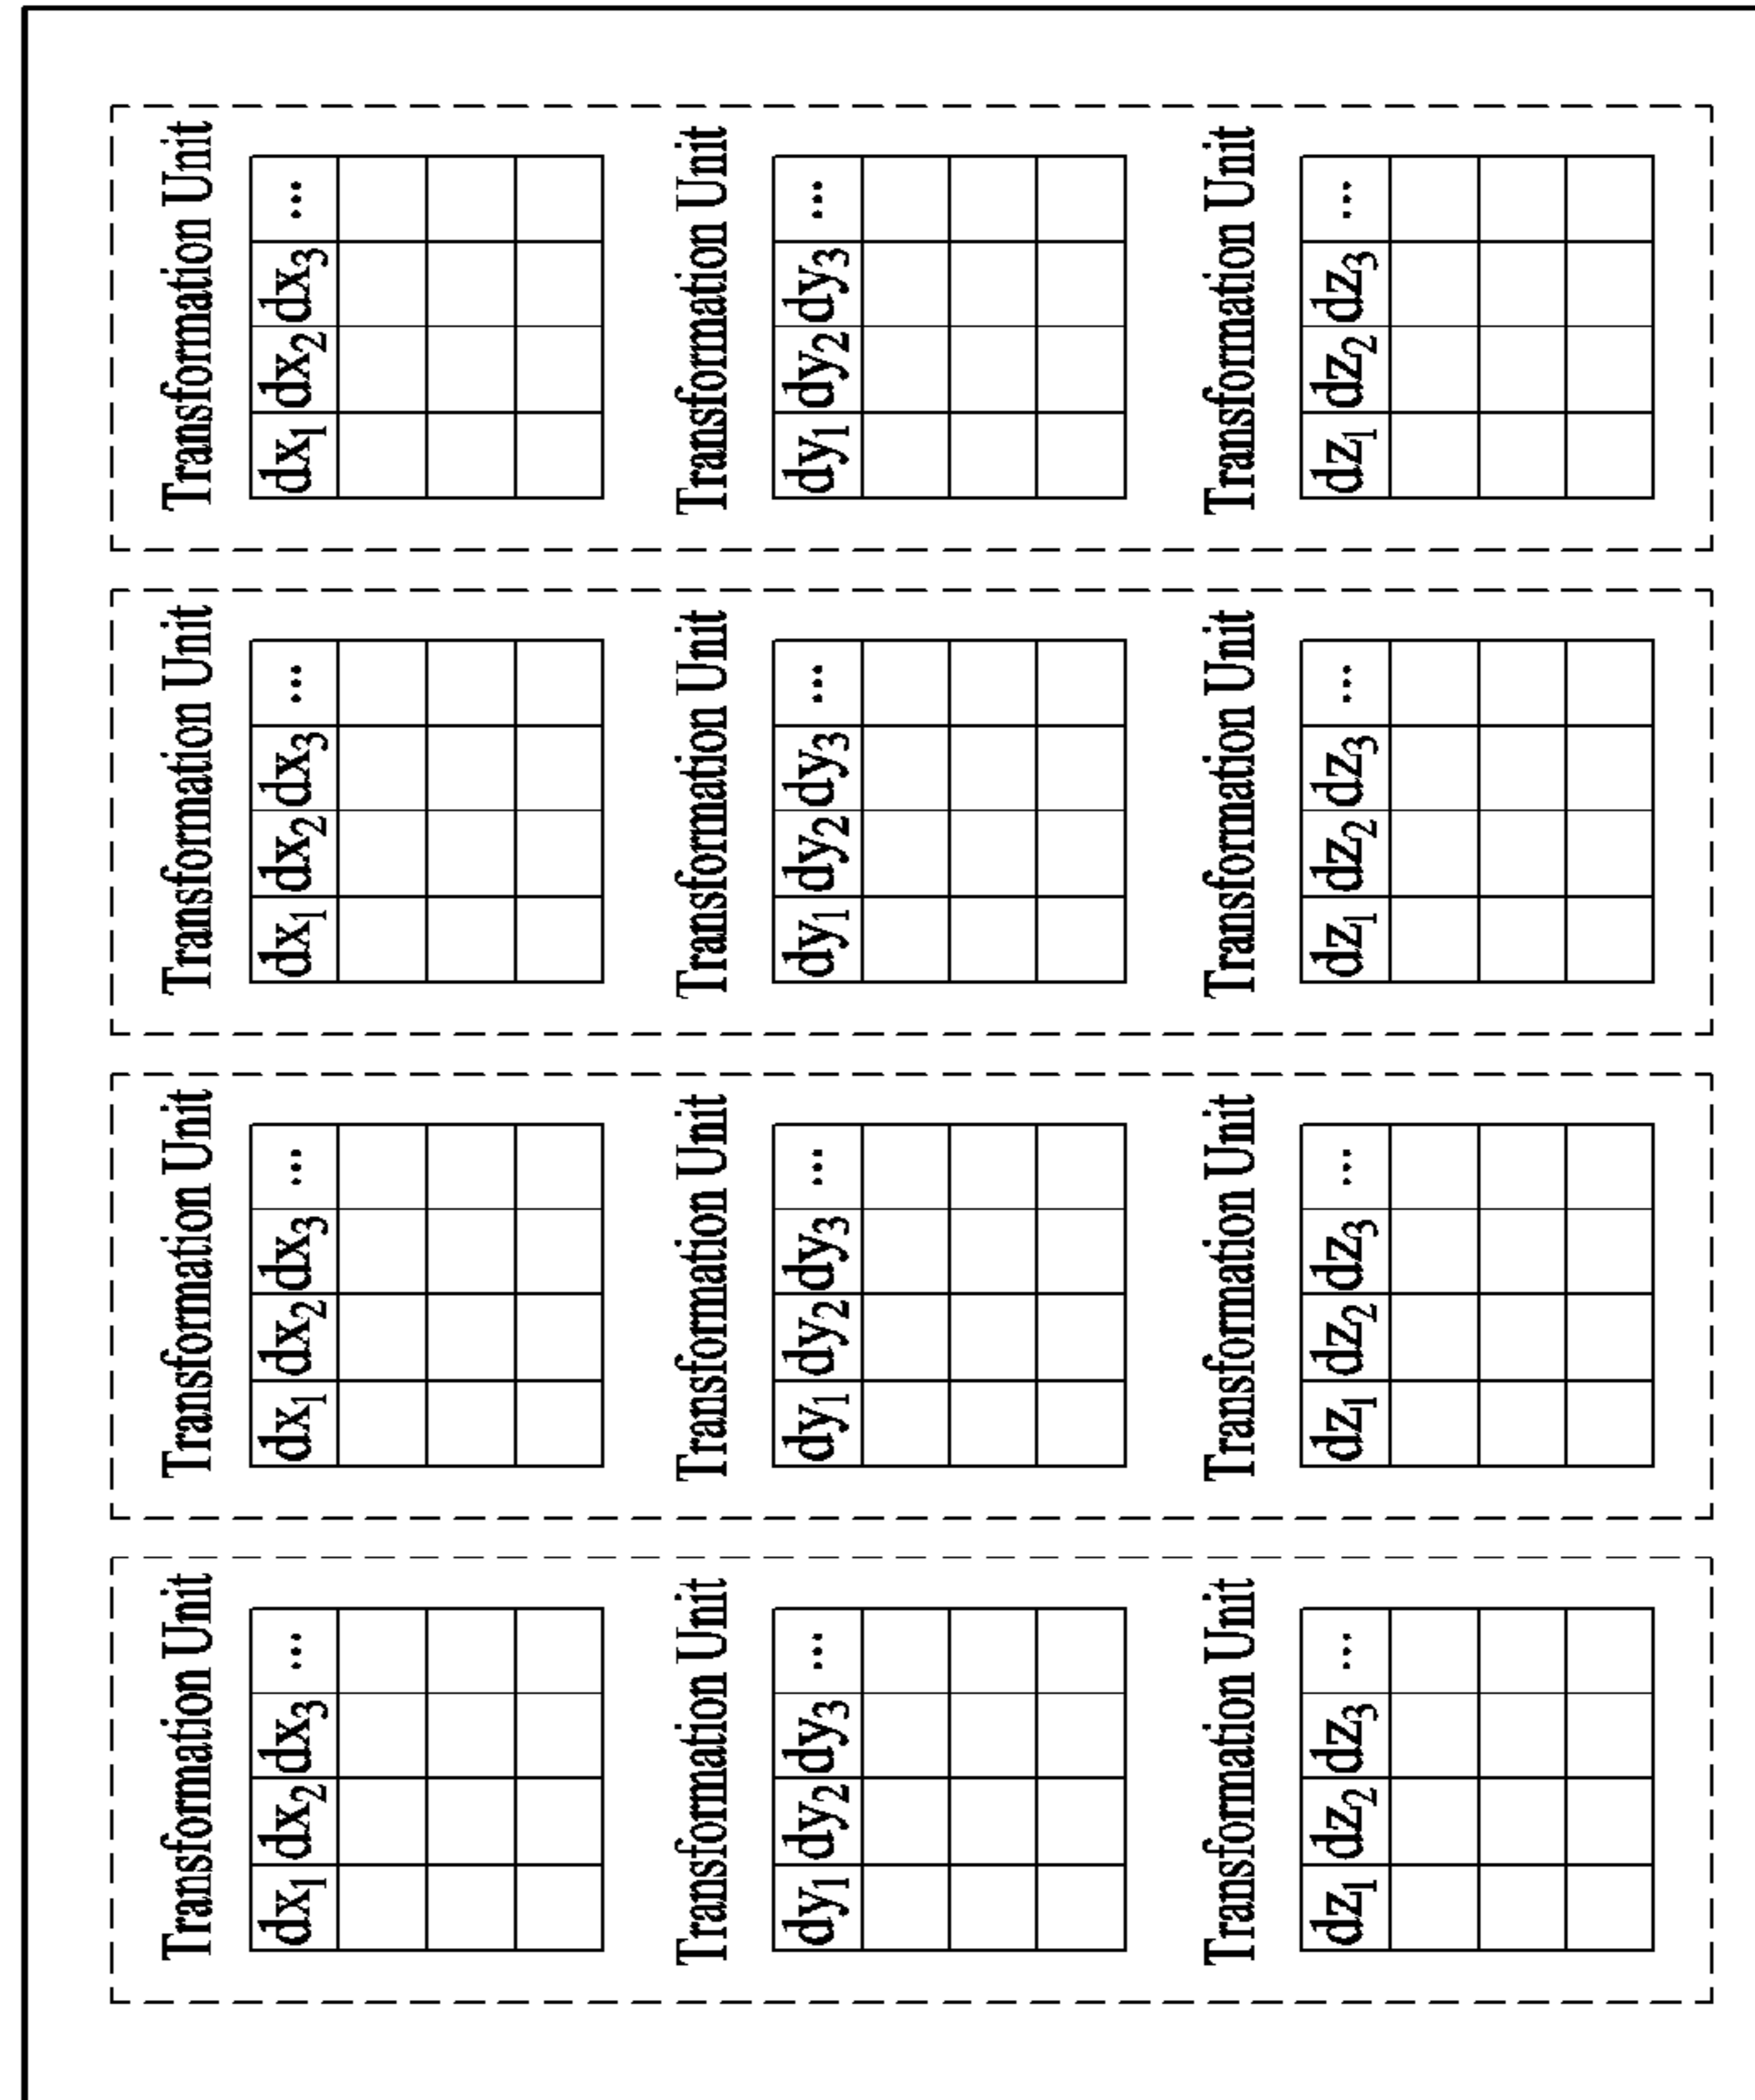 Transformation Unit
dx₁ dx₂ dx₃ ...
Transformation Unit
dy₁ dy₂ dy₃ ...
Transformation Unit
dz₁ dz₂ dz₃ ...
Transformation Unit
dx₁ dx₂ dx₃ ...
Transformation Unit
dy₁ dy₂ dy₃ ...
Transformation Unit
dz₁ dz₂ dz₃ ...
Transformation Unit
dx₁ dx₂ dx₃ ...
Transformation Unit
dy₁ dy₂ dy₃ ...
Transformation Unit
dz₁ dz₂ dz₃ ...
Transformation Unit
dx₁ dx₂ dx₃ ...
Transformation Unit
dy₁ dy₂ dy₃ ...
Transformation Unit
dz₁ dz₂ dz₃ ...